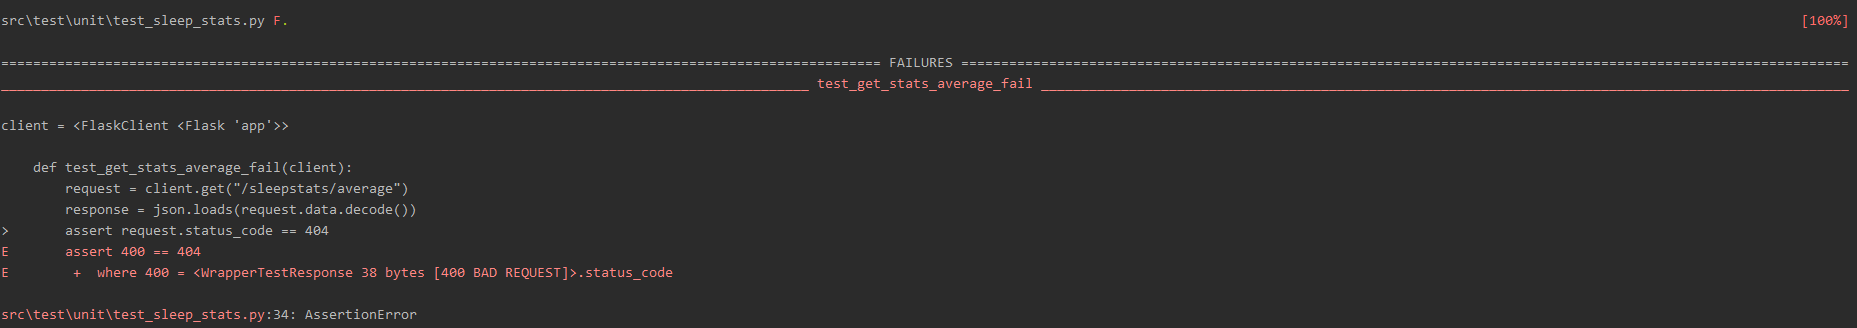 src\test\unit\test_sleep_stats.py F. [100%]
============================================================================================================== FAILURES ===============================================================================================================
_____________________________________________________________________________________________________ test_get_stats_average_fail _____________________________________________________________________________________________________
client = <FlaskClient <Flask 'app'>>
    def test_get_stats_average_fail(client):
        request = client.get("/sleepstats/average")
        response = json.loads(request.data.decode())
>       assert request.status_code == 404
E       assert 400 == 404
E        +  where 400 = <WrapperTestResponse 38 bytes [400 BAD REQUEST]>.status_code
src\test\unit\test_sleep_stats.py:34: AssertionError